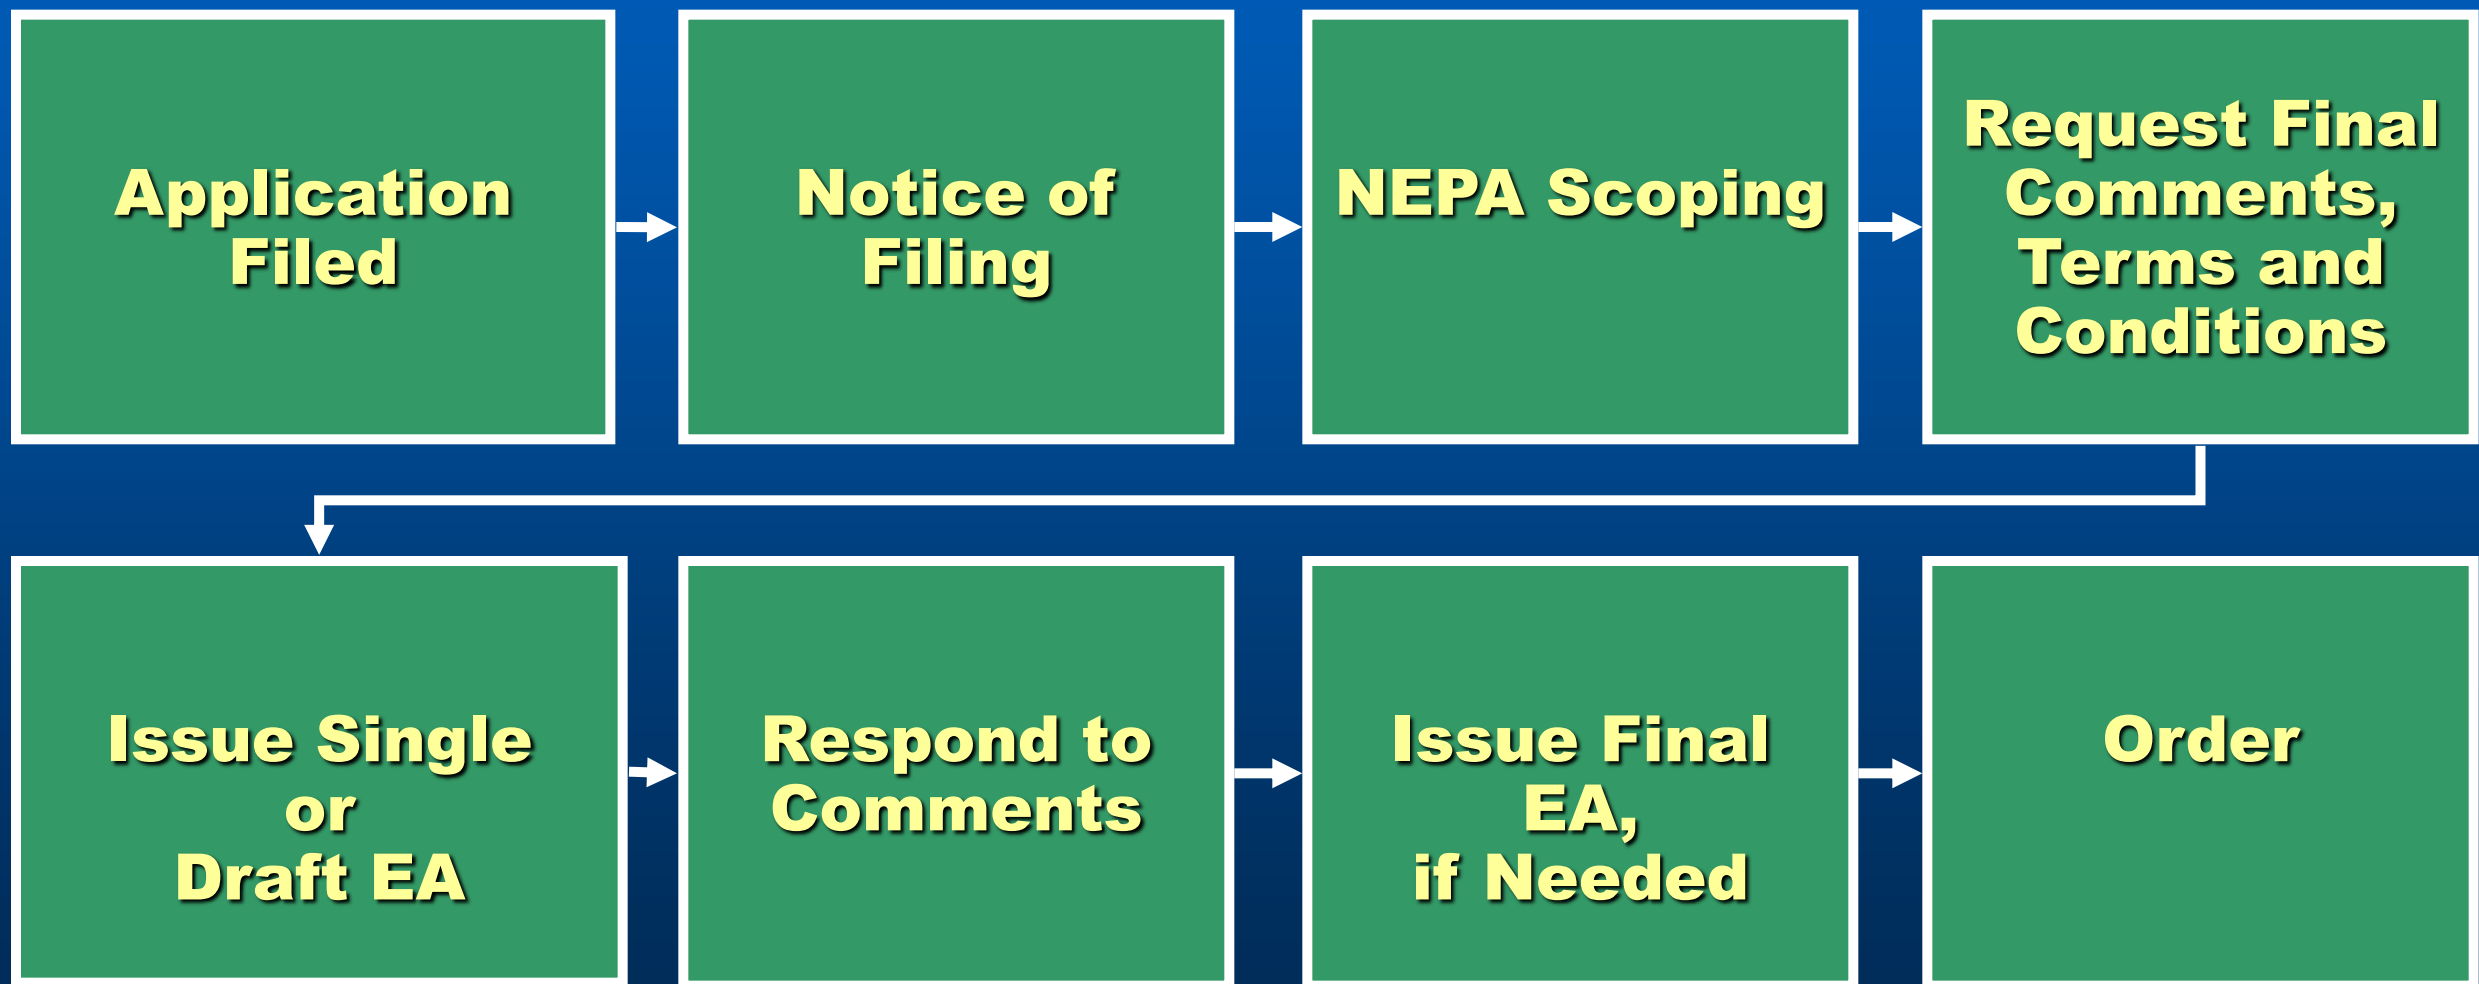 Application
Filed
Notice of
Filing
NEPA Scoping
Request Final
Comments,
Terms and
Conditions
Issue Single
or
Draft EA
Respond to
Comments
Issue Final
EA,
if Needed
Order